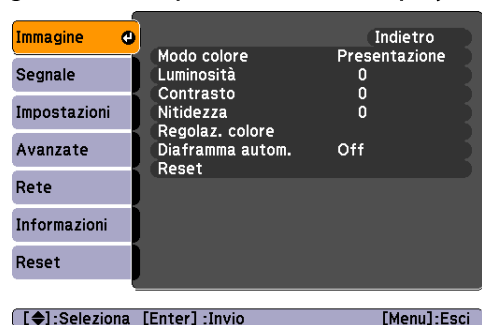 Immagine
Segnale
Impostazioni
Avanzate
Rete
Informazioni
Reset
Indietro
Modo colore Presentazione
Luminosità 0
Contrasto 0
Nitidezza 0
Regolaz. colore
Diaframma autom. Off
Reset
[◆]:Seleziona [Enter] :Invio [Menu]:Esci